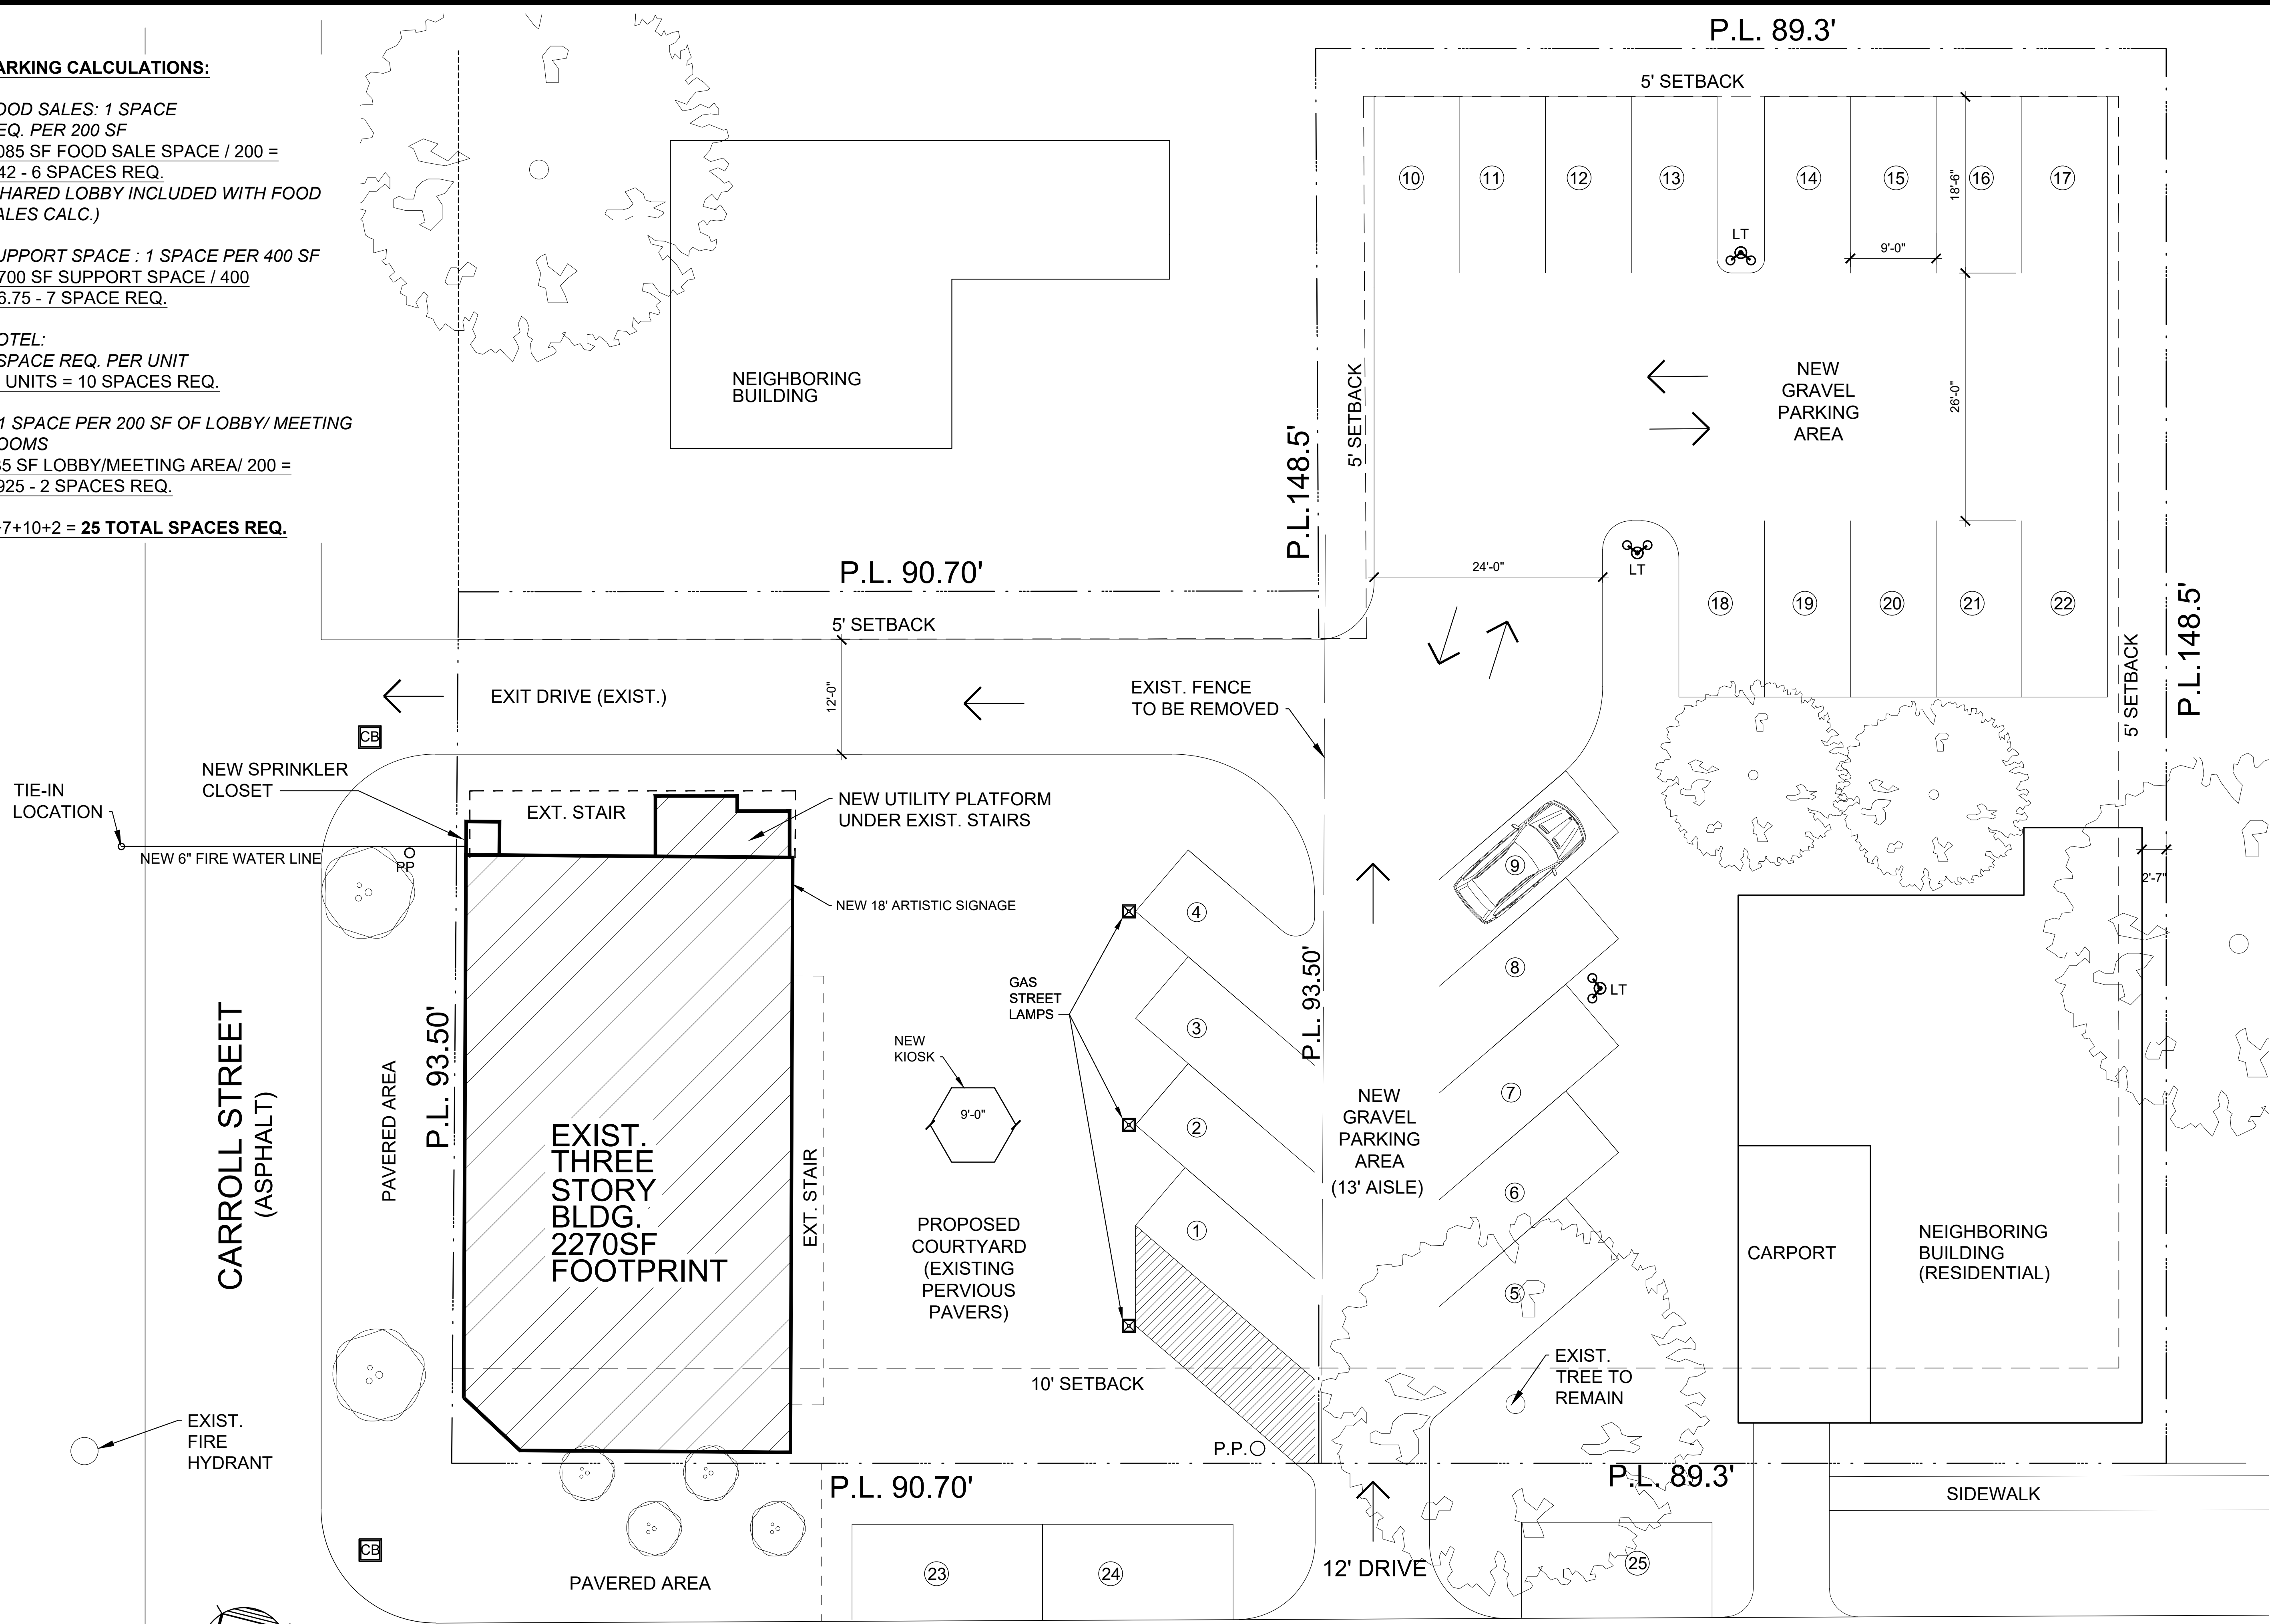 ARKING CALCULATIONS:
OOD SALES: 1 SPACE
EQ. PER 200 SF
085 SF FOOD SALE SPACE / 200 =
42 - 6 SPACES REQ.
HARED LOBBY INCLUDED WITH FOOD
ALES CALC.)
UPPORT SPACE : 1 SPACE PER 400 SF
700 SF SUPPORT SPACE / 400
6.75 - 7 SPACE REQ.
OTEL:
SPACE REQ. PER UNIT
UNITS = 10 SPACES REQ.
1 SPACE PER 200 SF OF LOBBY/ MEETING
OOMS
85 SF LOBBY/MEETING AREA/ 200 =
925 - 2 SPACES REQ.
+7+10+2 = 25 TOTAL SPACES REQ.
P.L. 89.3'
5' SETBACK
10
11
12
13
14
15
16
17
18'-6"
9'-0"
LT
NEIGHBORING
BUILDING
5' SETBACK
P.L.148.5'
NEW
GRAVEL
PARKING
AREA
26'-0"
P.L. 90.70'
24'-0"
LT
18
19
20
21
22
5' SETBACK
P.L.148.5'
5' SETBACK
EXIT DRIVE (EXIST.)
12'-0"
EXIST. FENCE
TO BE REMOVED
CB
NEW SPRINKLER
CLOSET
TIE-IN
LOCATION
EXT. STAIR
NEW UTILITY PLATFORM
UNDER EXIST. STAIRS
NEW 6" FIRE WATER LINE
PP
NEW 18' ARTISTIC SIGNAGE
9
2'-7"
4
8
LT
GAS
STREET
LAMPS
3
P.L. 93.50'
P.L. 93.50'
CARROLL STREET
(ASPHALT)
PAVERED AREA
NEW
KIOSK
9'-0"
2
7
NEW
GRAVEL
PARKING
AREA
(13' AISLE)
EXIST.
THREE
STORY
BLDG.
2270SF
FOOTPRINT
EXT. STAIR
PROPOSED
COURTYARD
(EXISTING
PERVIOUS
PAVERS)
1
6
5
CARPORT
NEIGHBORING
BUILDING
(RESIDENTIAL)
10' SETBACK
EXIST.
TREE TO
REMAIN
EXIST.
FIRE
HYDRANT
P.P.
P.L. 90.70'
P.L. 89.3'
SIDEWALK
CB
PAVERED AREA
23
24
12' DRIVE
25